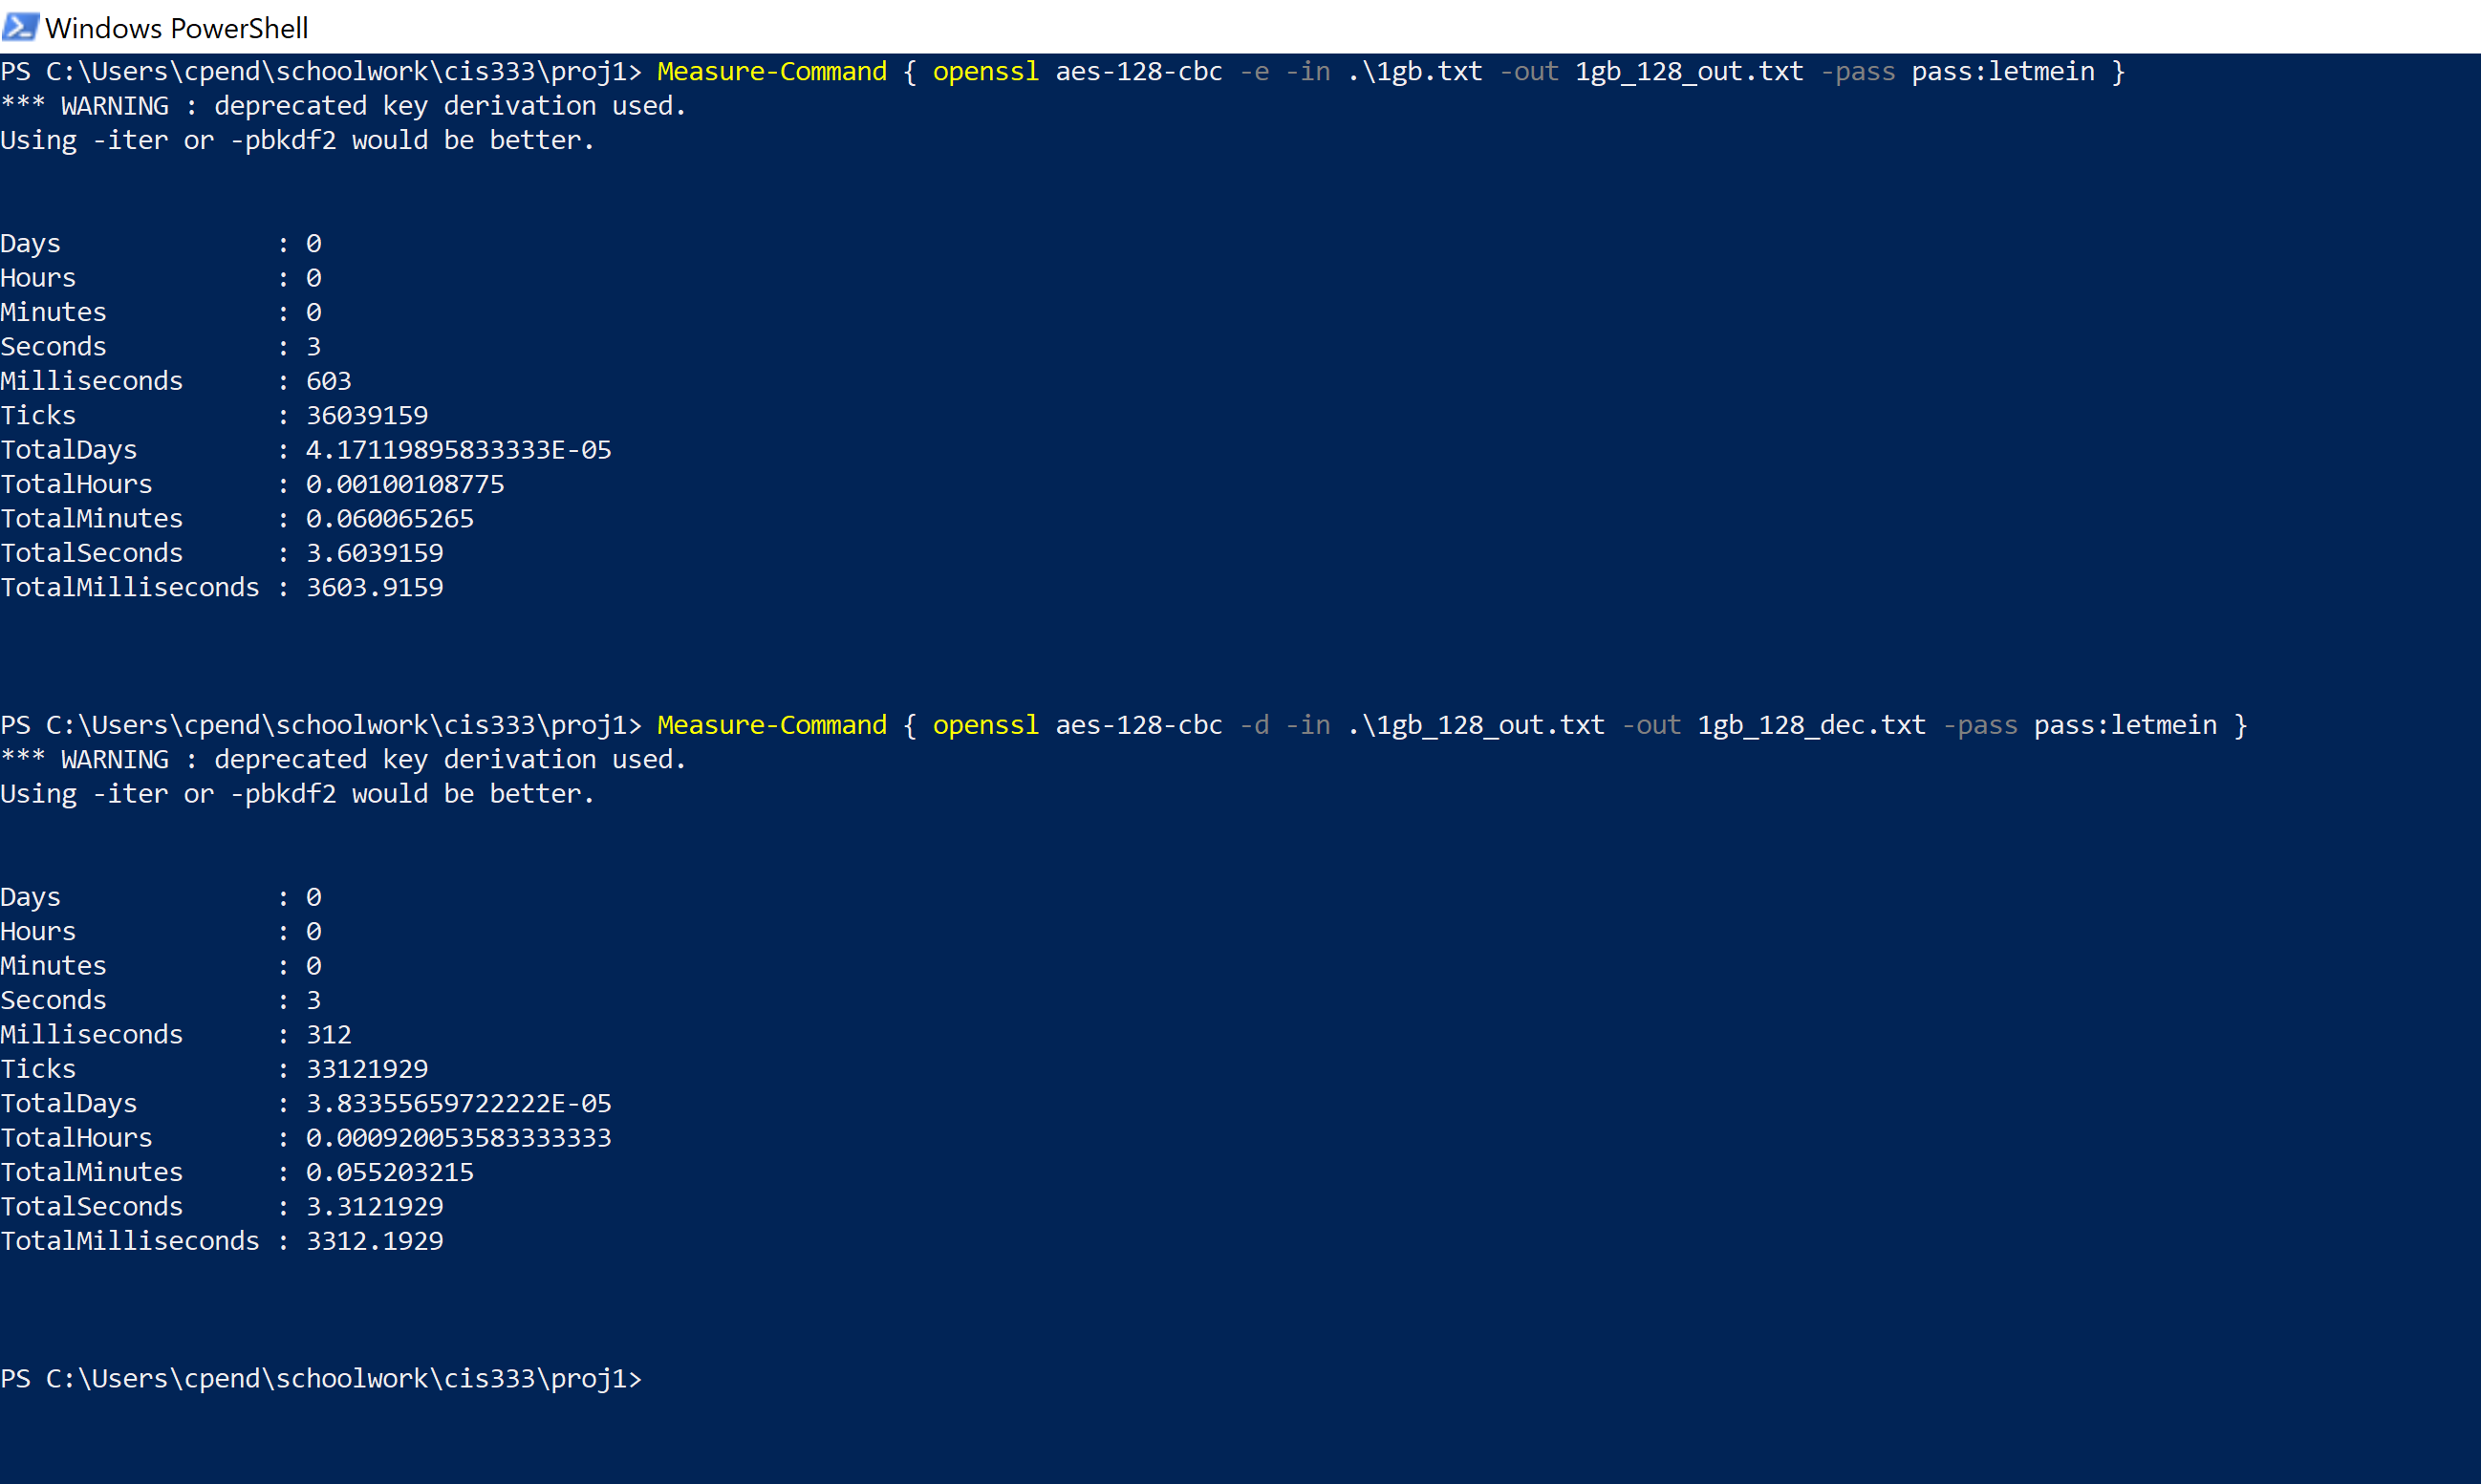 Windows PowerShell
PS C:\Users\cpend\schoolwork\cis333\proj1> Measure-Command { openssl aes-128-cbc -e -in .\1gb.txt -out 1gb_128_out.txt -pass pass:letmein }
*** WARNING : deprecated key derivation used.
Using -iter or -pbkdf2 would be better.
Days              : 0
Hours             : 0
Minutes           : 0
Seconds           : 3
Milliseconds      : 603
Ticks             : 36039159
TotalDays         : 4.17119895833333E-05
TotalHours        : 0.00100108775
TotalMinutes      : 0.060065265
TotalSeconds      : 3.6039159
TotalMilliseconds : 3603.9159
PS C:\Users\cpend\schoolwork\cis333\proj1> Measure-Command { openssl aes-128-cbc -d -in .\1gb_128_out.txt -out 1gb_128_dec.txt -pass pass:letmein }
*** WARNING : deprecated key derivation used.
Using -iter or -pbkdf2 would be better.
Days              : 0
Hours             : 0
Minutes           : 0
Seconds           : 3
Milliseconds      : 312
Ticks             : 33121929
TotalDays         : 3.83355659722222E-05
TotalHours        : 0.000920053583333333
TotalMinutes      : 0.055203215
TotalSeconds      : 3.3121929
TotalMilliseconds : 3312.1929
PS C:\Users\cpend\schoolwork\cis333\proj1>